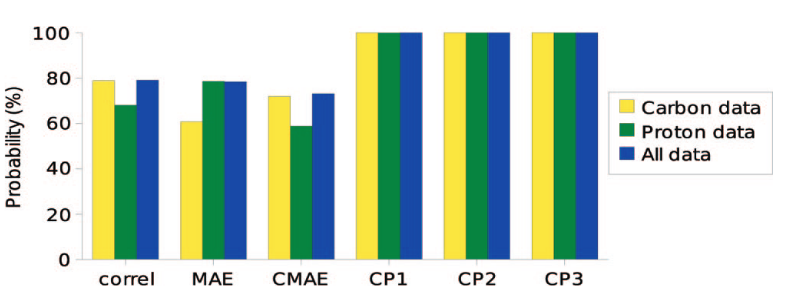 Probability (%)
100
80
60
40
20
0
correl MAE CMAE CP1 CP2 CP3
Carbon data
Proton data
All data